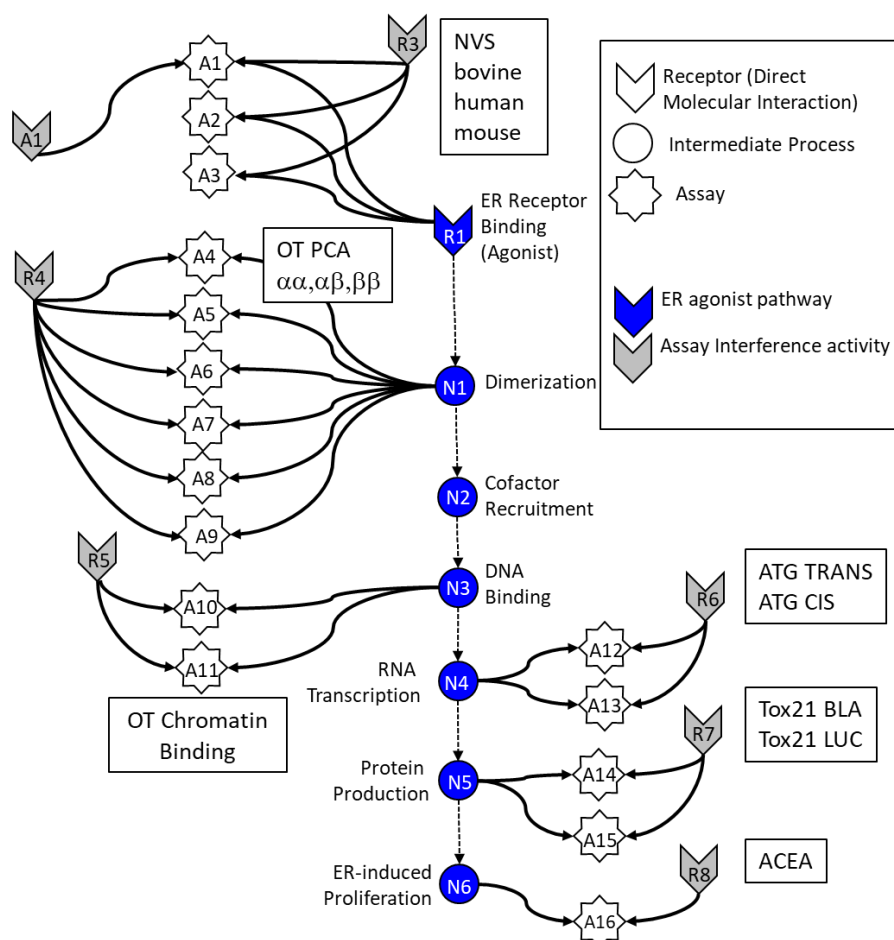 R3
NVS
bovine
human
mouse
A1
A2
A3
A1
R1
ER Receptor
Binding
(Agonist)
Receptor (Direct
Molecular Interaction)
Intermediate Process
Assay
ER agonist pathway
Assay Interference activity
R4
A4
A5
A6
A7
A8
A9
OT PCA
αα,αβ,ββ
N1
Dimerization
N2
Cofactor
Recruitment
R5
A10
A11
OT Chromatin
Binding
N3
DNA
Binding
N4
RNA
Transcription
A12
A13
R6
ATG TRANS
ATG CIS
N5
Protein
Production
A14
A15
R7
Tox21 BLA
Tox21 LUC
N6
ER-induced
Proliferation
A16
R8
ACEA